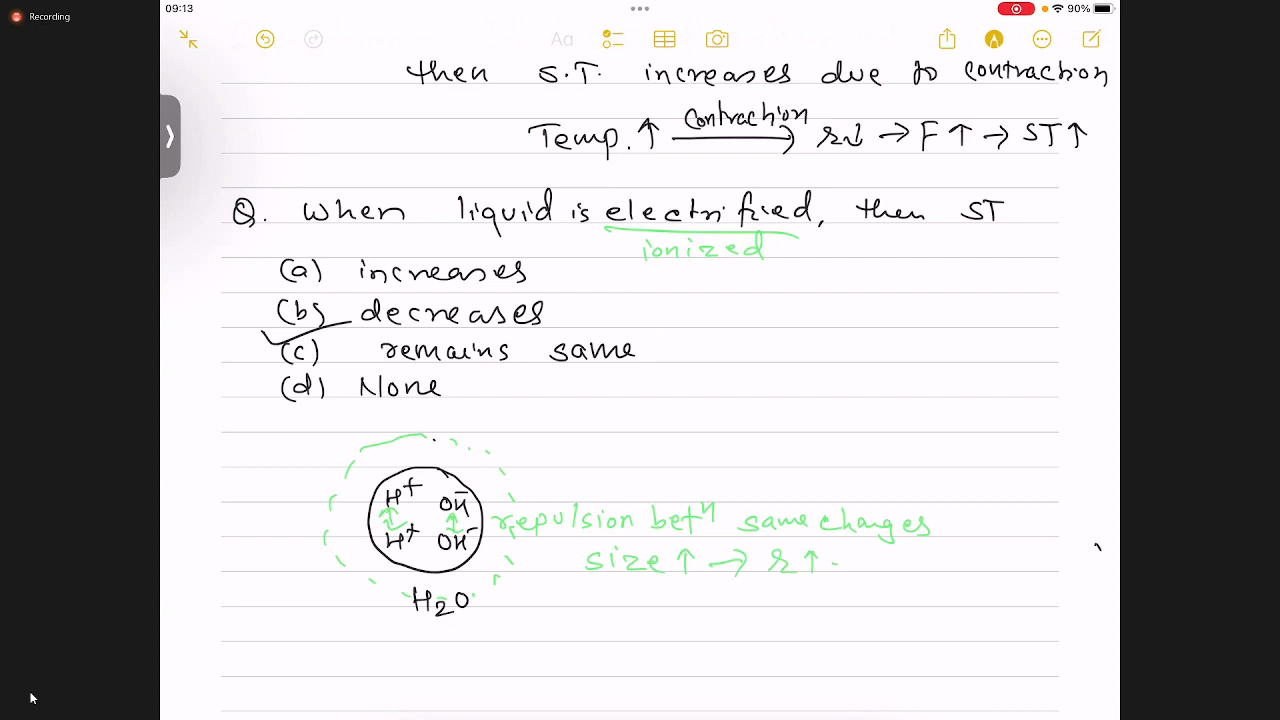 09:13
Recording
90%
Aa
then S.T. increases due to contraction
Temp. ↑ contraction → r↓ → F ↑ → ST ↑
Q. When liquid is electrified, then ST
ionized
(a) increases
(b) decreases
(c) remains same
(d) None
H+ OH-
repulsion betn same charges
H+ OH-
size ↑ → r ↑.
H2O